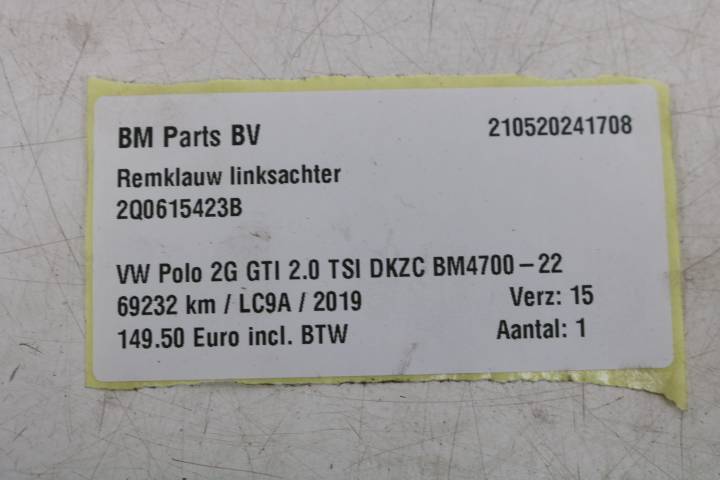 BM Parts BV 210520241708
Remklauw linksachter
2Q0615423B
VW Polo 2G GTI 2.0 TSI DKZC BM4700-22
69232 km / LC9A / 2019 Verz: 15
149.50 Euro incl. BTW Aantal: 1